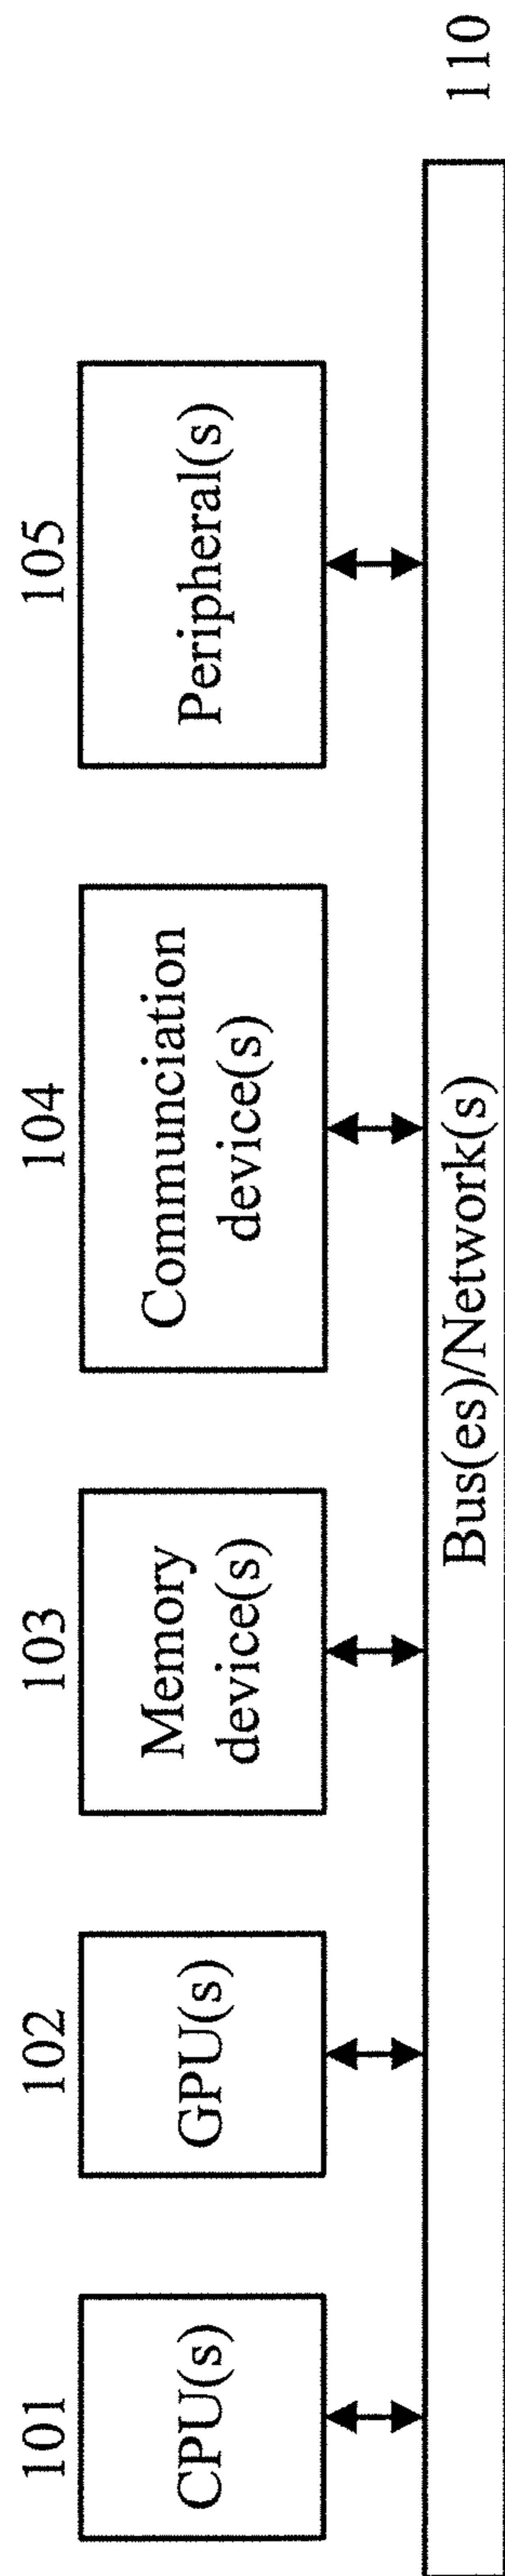 101
102
103
104
105
CPU(s)
GPU(s)
Memory
device(s)
Communciation
device(s)
Peripheral(s)
Bus(es)/Network(s)
110